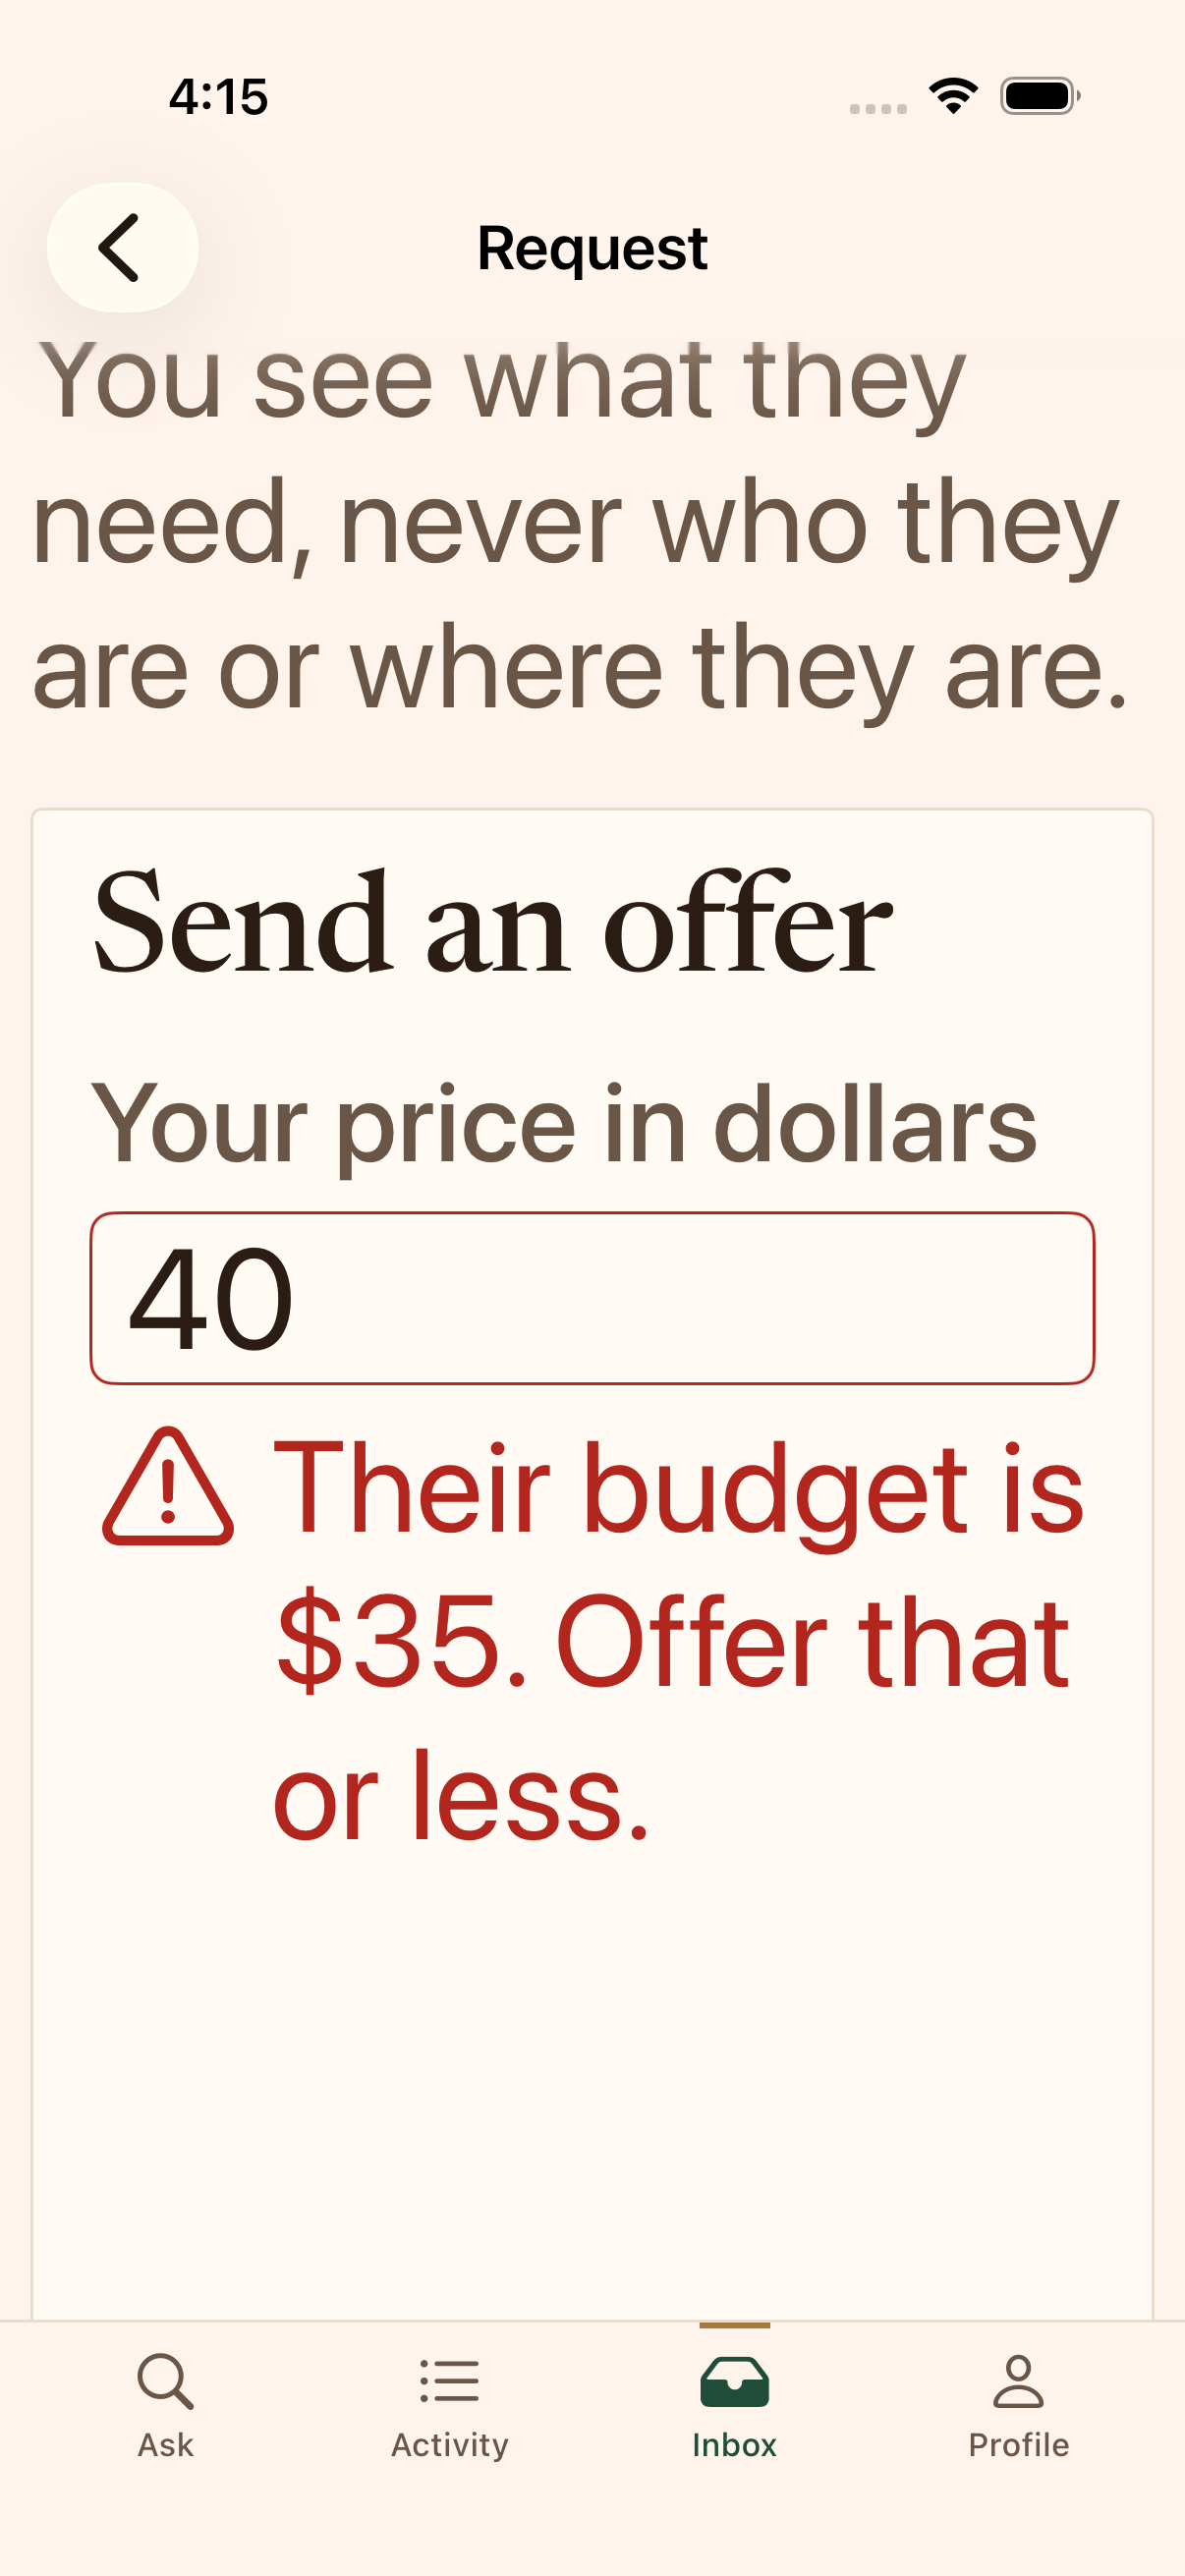 4:15
Request
You see what they
need, never who they
are or where they are.
Send an offer
Your price in dollars
40
Their budget is
$35. Offer that
or less.
Ask
Activity
Inbox
Profile